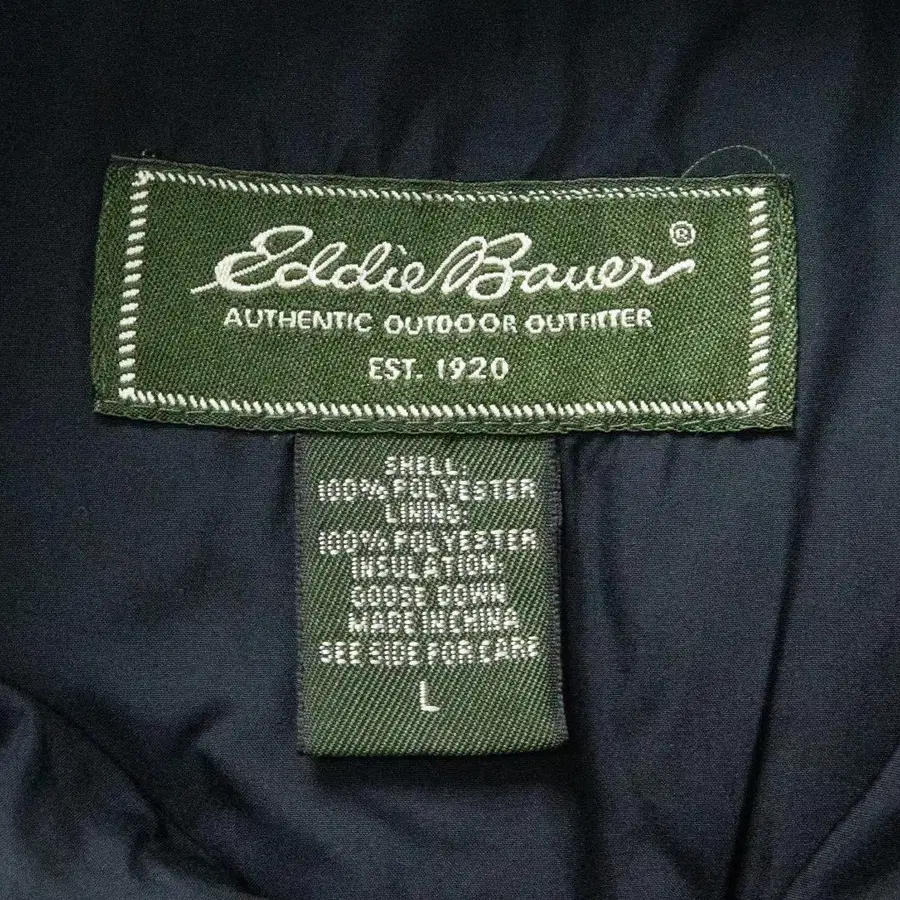 Eddie Bauer®
AUTHENTIC OUTDOOR OUTFITTER
EST. 1920
SHELL:
100% POLYESTER
LINING:
100% POLYESTER
INSULATION:
GOOSE DOWN
MADE IN CHINA
SEE SIDE FOR CARE
L